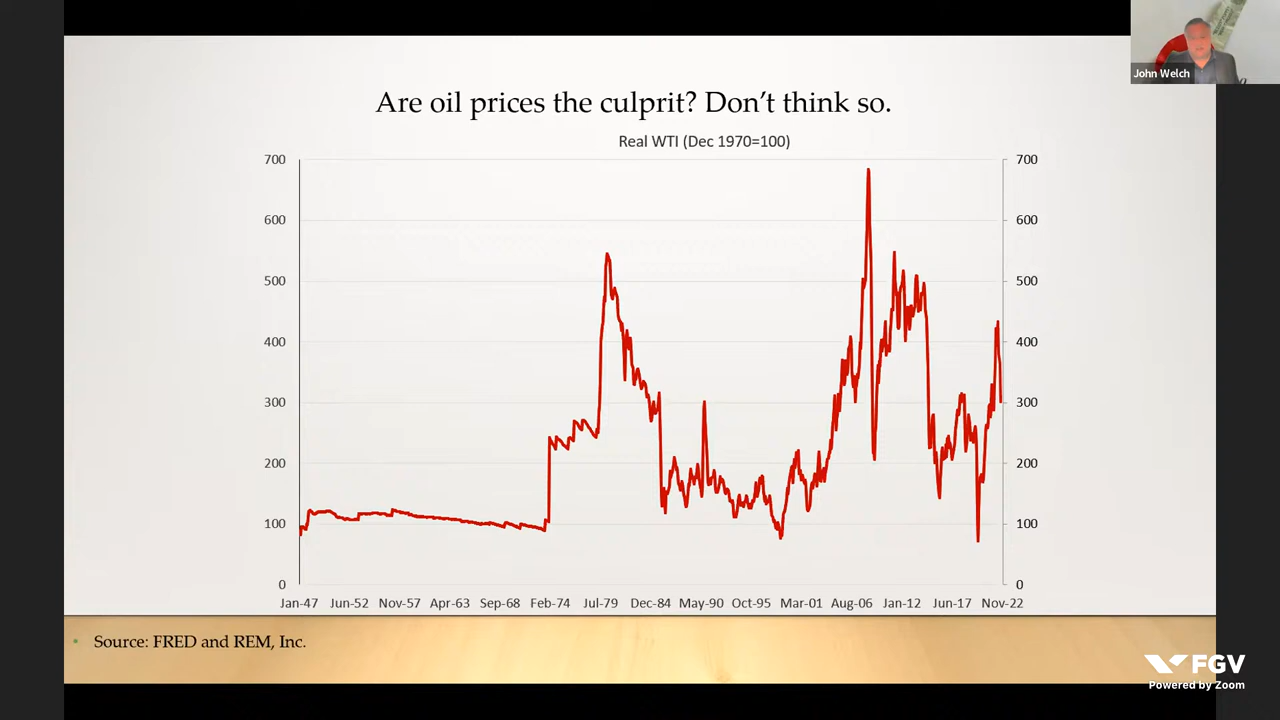 John Welch
Are oil prices the culprit? Don't think so.
Real WTI (Dec 1970=100)
700 700
600 600
500 500
400 400
300 300
200 200
100 100
0 0
Jan-47 Jun-52 Nov-57 Apr-63 Sep-68 Feb-74 Jul-79 Dec-84 May-90 Oct-95 Mar-01 Aug-06 Jan-12 Jun-17 Nov-22
• Source: FRED and REM, Inc.
FGV
Powered by Zoom